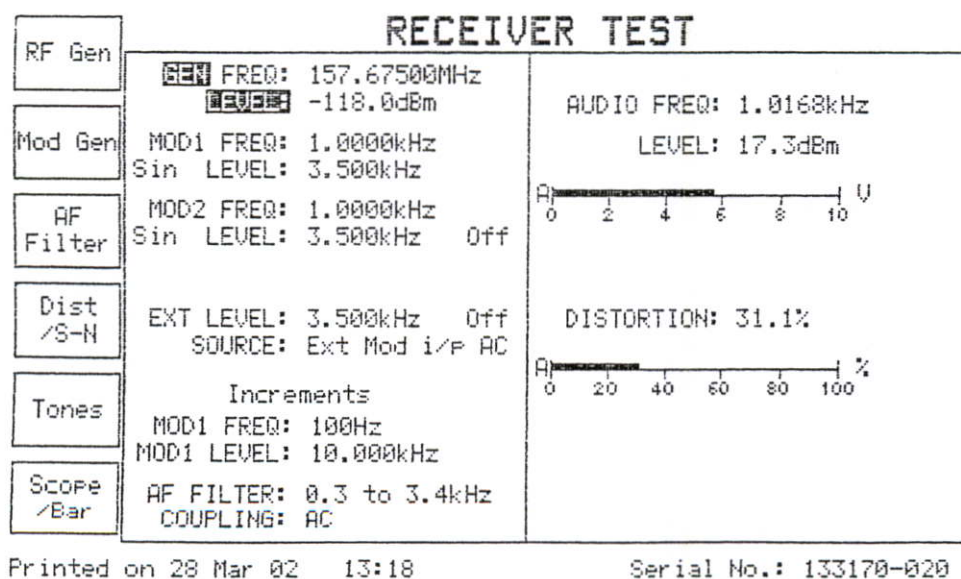 RECEIVER TEST
RF Gen
Mod Gen
AF
Filter
Dist
/S-N
Tones
Scope
/Bar
GEN FREQ: 157.67500MHz
LEVEL: -118.0dBm
MOD1 FREQ: 1.0000kHz
Sin LEVEL: 3.500kHz
MOD2 FREQ: 1.0000kHz
Sin LEVEL: 3.500kHz Off
EXT LEVEL: 3.500kHz Off
SOURCE: Ext Mod i/p AC
Increments
MOD1 FREQ: 100Hz
MOD1 LEVEL: 10.000kHz
AF FILTER: 0.3 to 3.4kHz
COUPLING: AC
AUDIO FREQ: 1.0168kHz
LEVEL: 17.3dBm
A V
0 2 4 6 8 10
DISTORTION: 31.1%
A %
0 20 40 60 80 100
Printed on 28 Mar 02 13:18
Serial No.: 133170-020